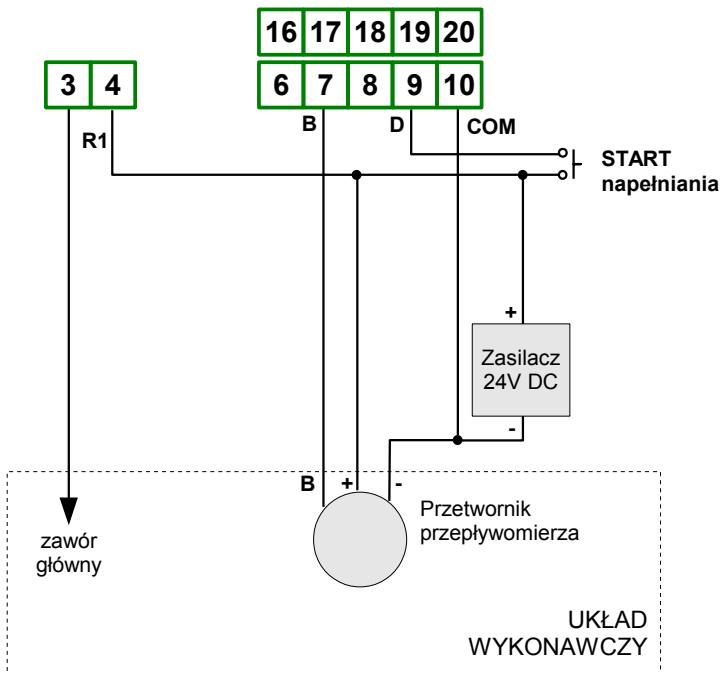 16 17 18 19 20
3 4 6 7 8 9 10
R1 B D COM
START
napełniania
+
Zasilacz
24V DC
-
B + -
Przetwornik
przepływomierza
zawór
główny
UKŁAD
WYKONAWCZY